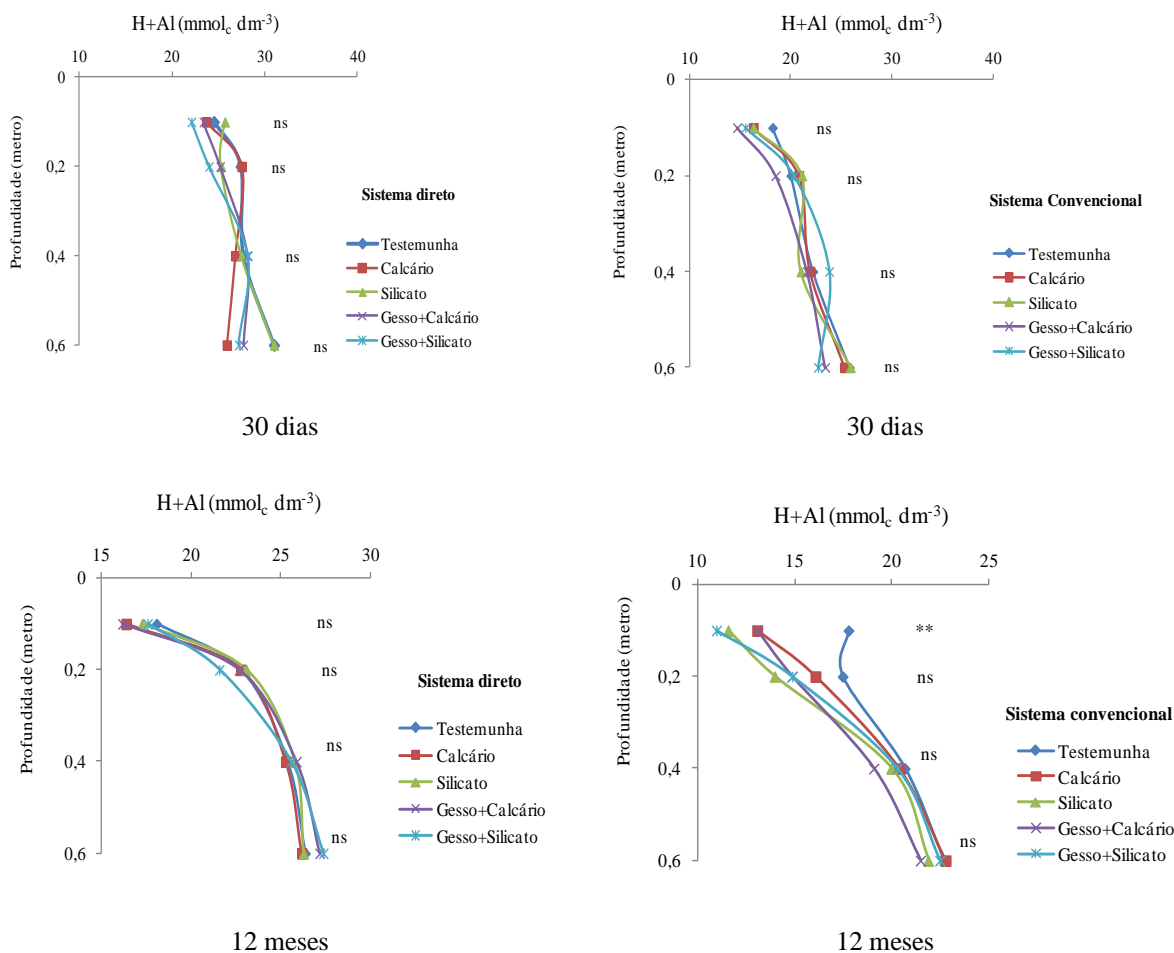 H+Al (mmolc dm-3)
10 20 30 40
0
0,2
0,4
0,6
Profundidade (metro)
ns
ns
ns
ns
Sistema direto
Testemunha
Calcário
Silicato
Gesso+Calcário
Gesso+Silicato
30 dias
H+Al (mmolc dm-3)
10 20 30 40
0
0,2
0,4
0,6
Profundidade (metro)
ns
ns
ns
ns
Sistema Convencional
Testemunha
Calcário
Silicato
Gesso+Calcário
Gesso+Silicato
30 dias
H+Al (mmolc dm-3)
15 20 25 30
0
0,2
0,4
0,6
Profundidade (metro)
ns
ns
ns
ns
Sistema direto
Testemunha
Calcário
Silicato
Gesso+Calcário
Gesso+Silicato
12 meses
H+Al (mmolc dm-3)
10 15 20 25
0
0,2
0,4
0,6
Profundidade (metro)
**
ns
ns
ns
Sistema convencional
Testemunha
Calcário
Silicato
Gesso+Calcário
Gesso+Silicato
12 meses